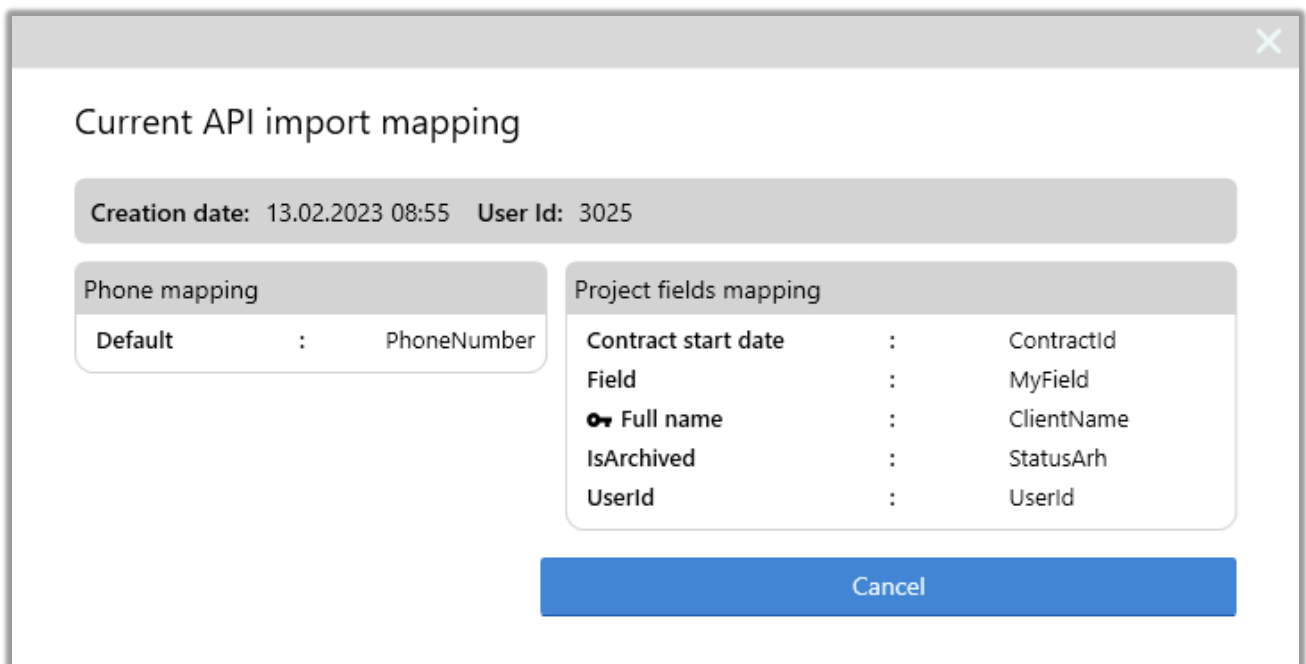 Current API import mapping
Creation date: 13.02.2023 08:55 User Id: 3025
Phone mapping
Default : PhoneNumber
Project fields mapping
Contract start date : ContractId
Field : MyField
Full name : ClientName
IsArchived : StatusArh
UserId : UserId
Cancel